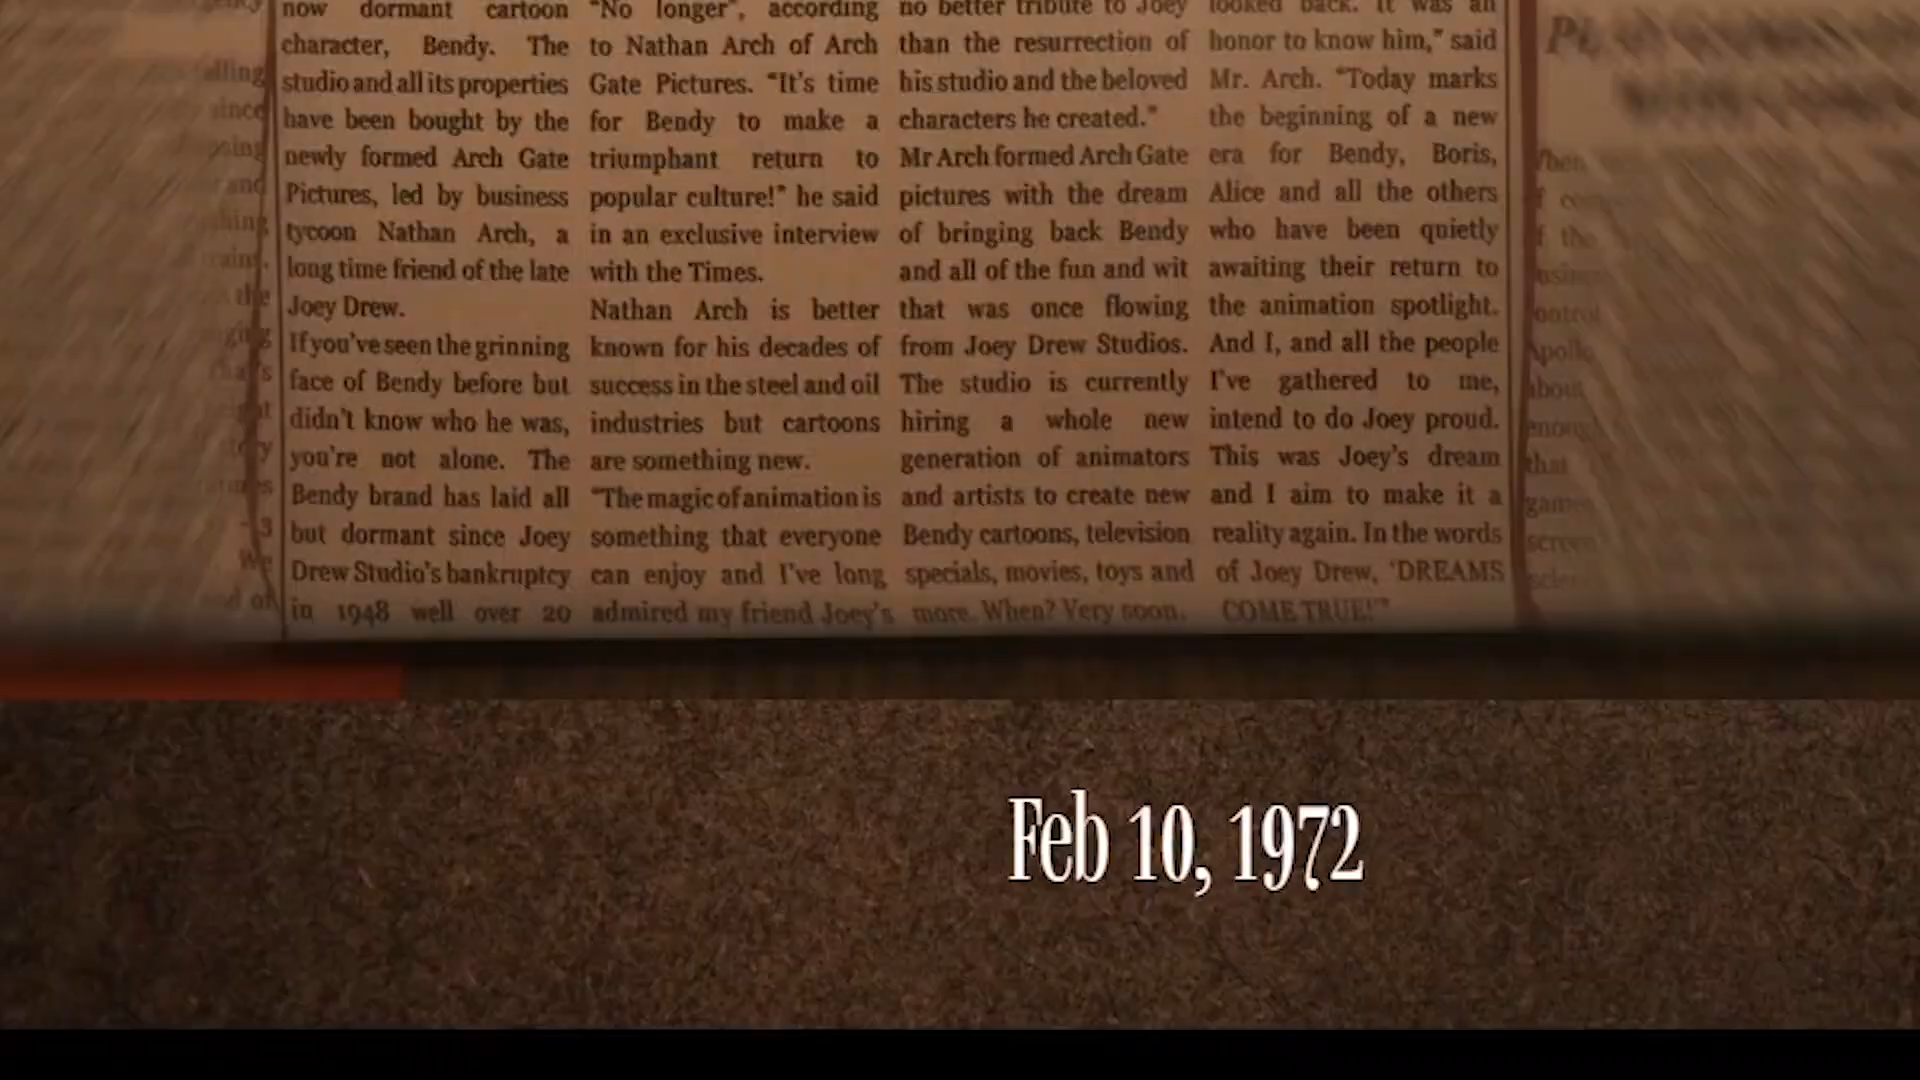 now dormant cartoon
character, Bendy. The
studio and all its properties
have been bought by the
newly formed Arch Gate
Pictures, led by business
tycoon Nathan Arch, a
long time friend of the late
Joey Drew.
If you've seen the grinning
face of Bendy before but
didn't know who he was,
you're not alone. The
Bendy brand has laid all
but dormant since Joey
Drew Studio's bankruptcy
in 1948 well over 20
"No longer", according
to Nathan Arch of Arch
Gate Pictures. "It's time
for Bendy to make a
triumphant return to
popular culture!" he said
in an exclusive interview
with the Times.
Nathan Arch is better
known for his decades of
success in the steel and oil
industries but cartoons
are something new.
"The magic of animation is
something that everyone
can enjoy and I've long
admired my friend Joey's
no better tribute to Joey
than the resurrection of
his studio and the beloved
characters he created."
Mr Arch formed Arch Gate
pictures with the dream
of bringing back Bendy
and all of the fun and wit
that was once flowing
from Joey Drew Studios.
The studio is currently
hiring a whole new
generation of animators
and artists to create new
Bendy cartoons, television
specials, movies, toys and
more. When? Very soon.
looked back. It was an
honor to know him," said
Mr. Arch. "Today marks
the beginning of a new
era for Bendy, Boris,
Alice and all the others
who have been quietly
awaiting their return to
the animation spotlight.
And I, and all the people
I've gathered to me,
intend to do Joey proud.
This was Joey's dream
and I aim to make it a
reality again. In the words
of Joey Drew, 'DREAMS
COME TRUE!'"
since
and
the
of
the
about
that
Feb 10, 1972